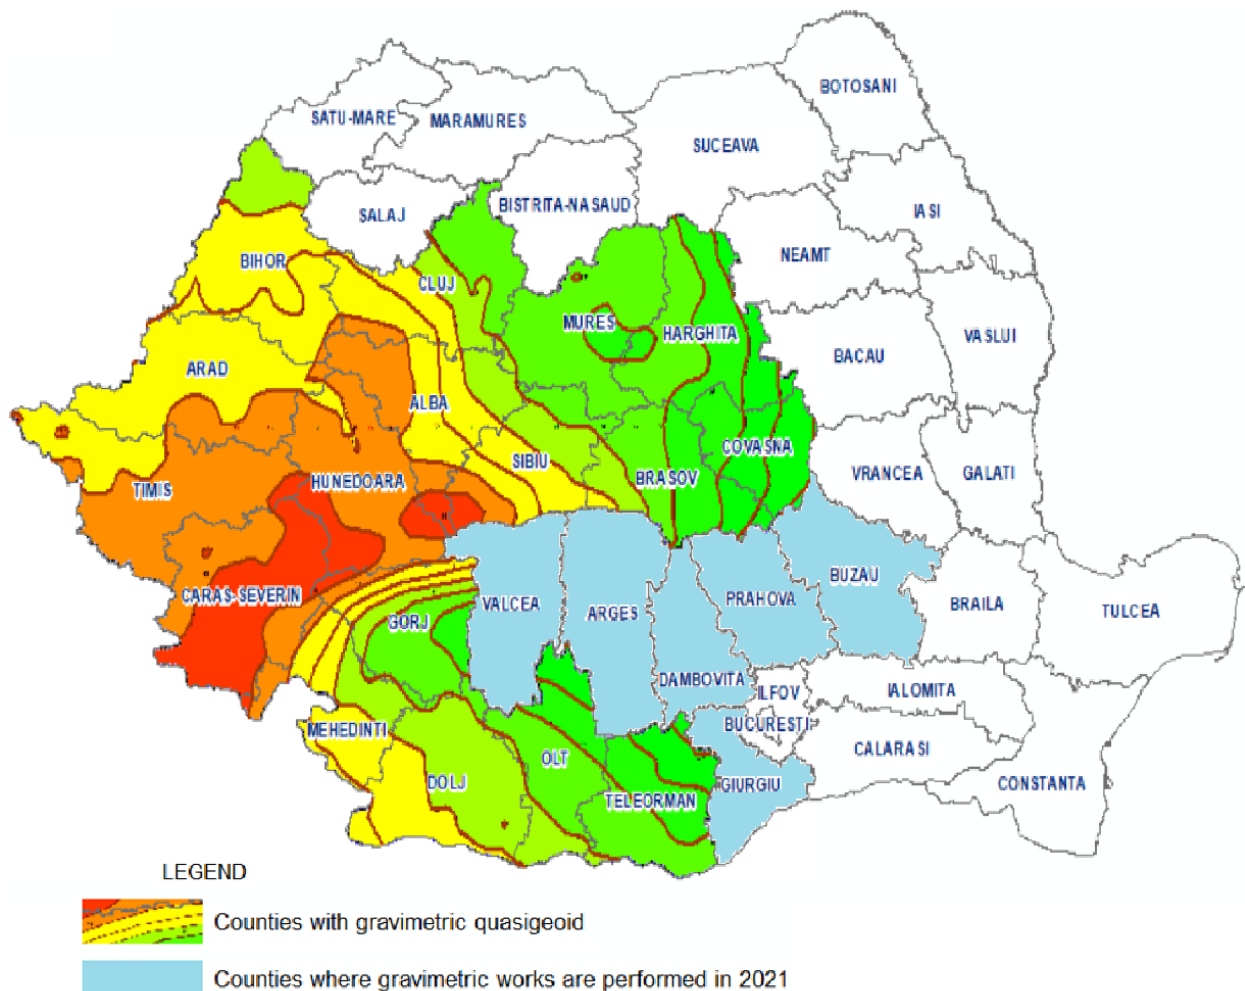 BOTOSANI
SATU-MARE
MARAMURES
SUCEAVA
SALAJ
BISTRITA-NASAUD
IASI
NEAMT
BIHOR
CLUJ
MURES
HARGHITA
VASLUI
BACAU
ARAD
ALBA
COVASNA
SIBIU
BRASOV
VRANCEA
GALATI
TIMIS
HUNEDOARA
BUZAU
CARAS-SEVERIN
VALCEA
PRAHOVA
BRAILA
TULCEA
GORJ
ARGES
DAMBOVITA
ILFOV
IALOMITA
MEHEDINTI
BUCURESTI
CALARASI
OLT
DOLJ
GIURGIU
CONSTANTA
TELEORMAN
LEGEND
Counties with gravimetric quasigeoid
Counties where gravimetric works are performed in 2021